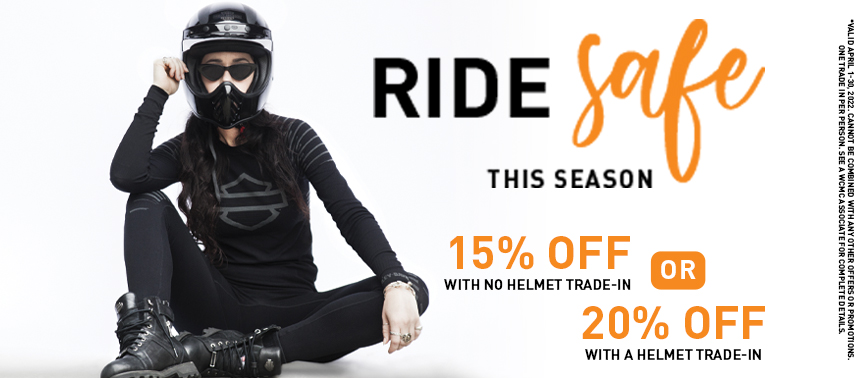 RIDE safe
THIS SEASON
15% OFF
WITH NO HELMET TRADE-IN
OR
20% OFF
WITH A HELMET TRADE-IN
*VALID APRIL 1-30, 2022. CANNOT BE COMBINED WITH ANY OTHER OFFERS OR PROMOTIONS.
ONE TRADE IN PER PERSON. SEE A WCM ASSOCIATE FOR COMPLETE DETAILS.